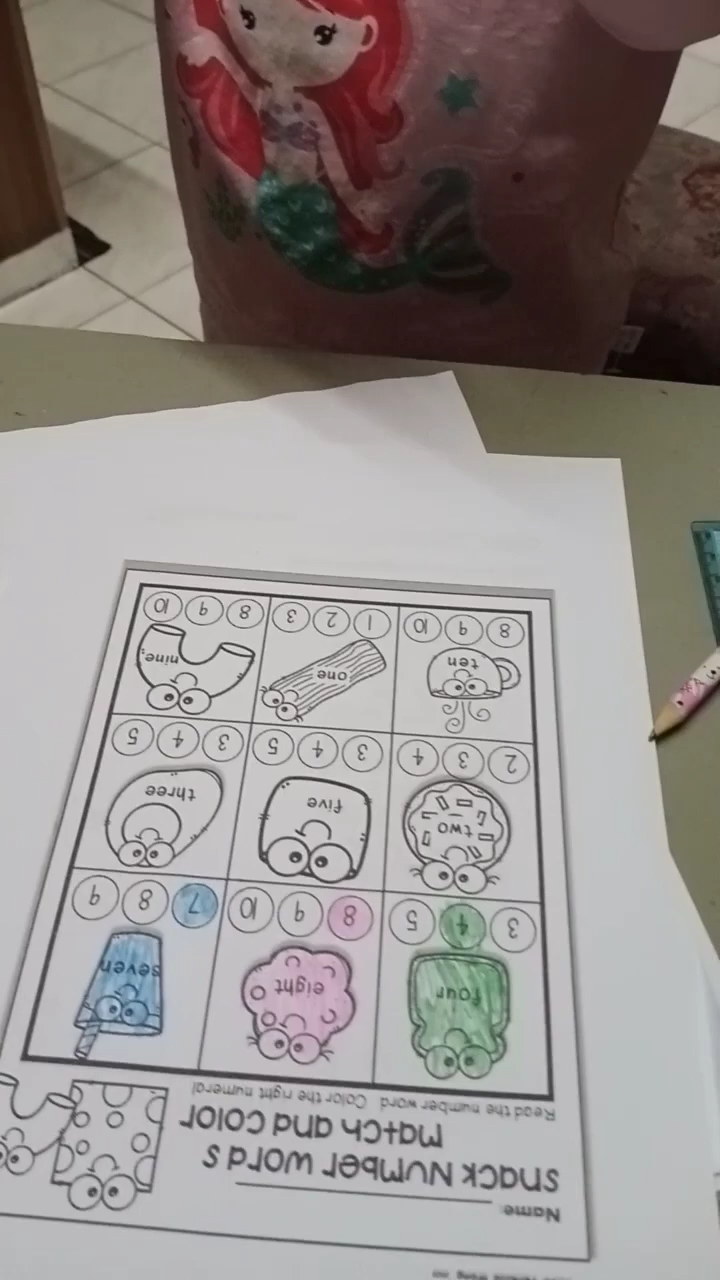 Name:
Snack Number Words
Match and Color
Read the number word. Color the right numeral
four
3 4 5
eight
8 9 10
seven
7 8 9
two
2 3 4
five
3 4 5
three
3 4 5
ten
8 9 10
one
1 2 3
nine
8 9 10